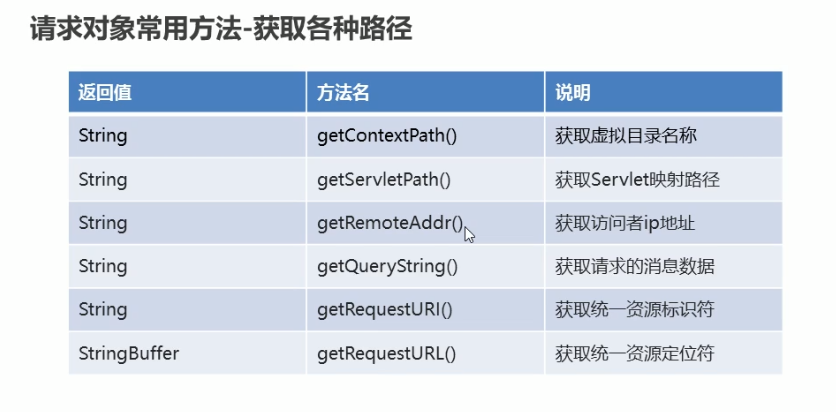 请求对象常用方法-获取各种路径
返回值 方法名 说明
String getContextPath() 获取虚拟目录名称
String getServletPath() 获取Servlet映射路径
String getRemoteAddr() 获取访问者ip地址
String getQueryString() 获取请求的消息数据
String getRequestURI() 获取统一资源标识符
StringBuffer getRequestURL() 获取统一资源定位符